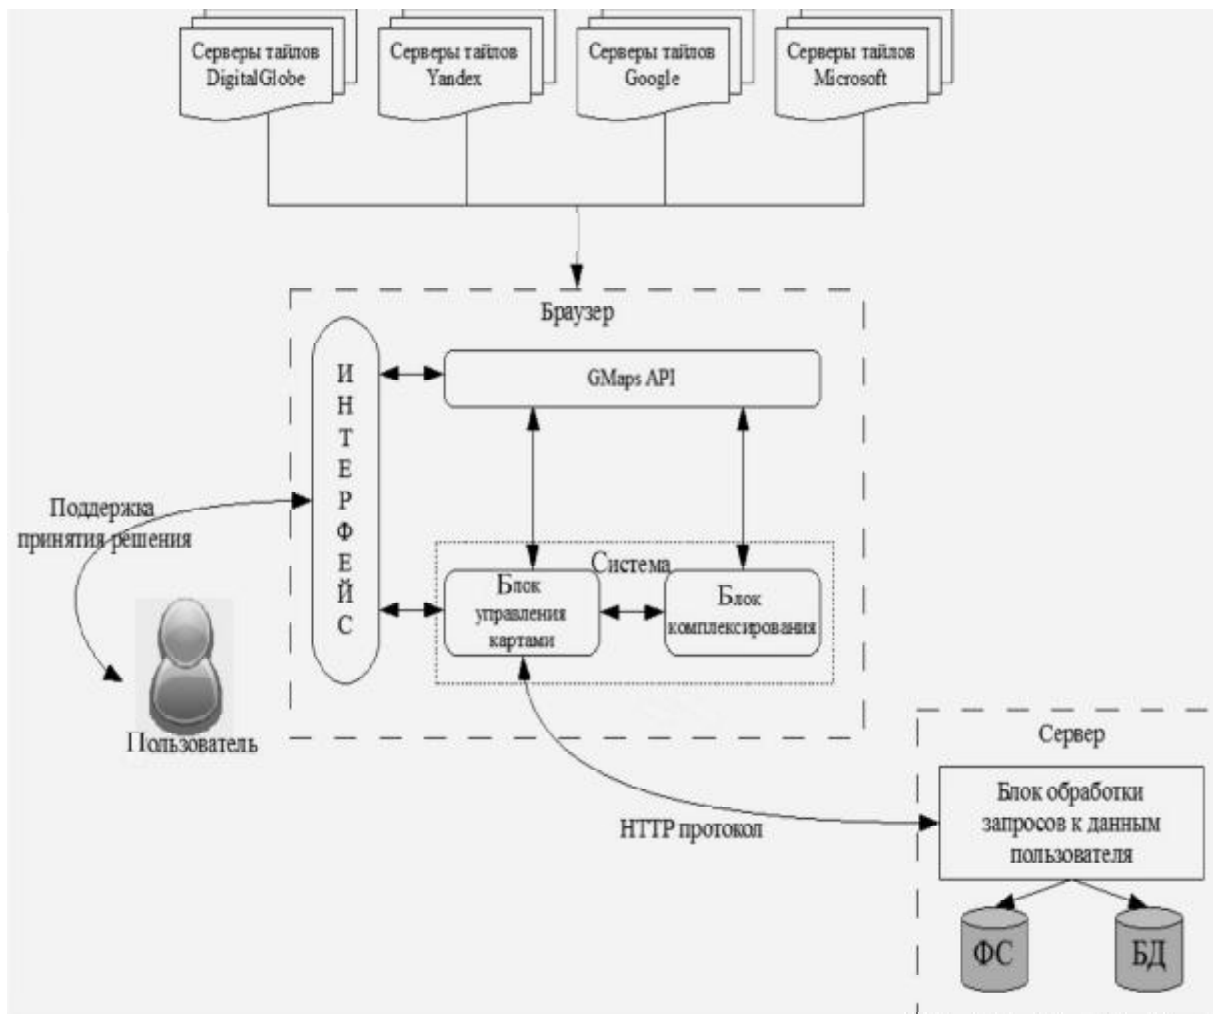 Серверы тайлов
DigitalGlobe
Серверы тайлов
Yandex
Серверы тайлов
Google
Серверы тайлов
Microsoft
Браузер
ИНТЕРФЕЙС
GMaps API
Поддержка
принятия решения
Система
Блок
управления
картами
Блок
комплексирования
Пользователь
Сервер
HTTP протокол
Блок обработки
запросов к данным
пользователя
ФС
БД